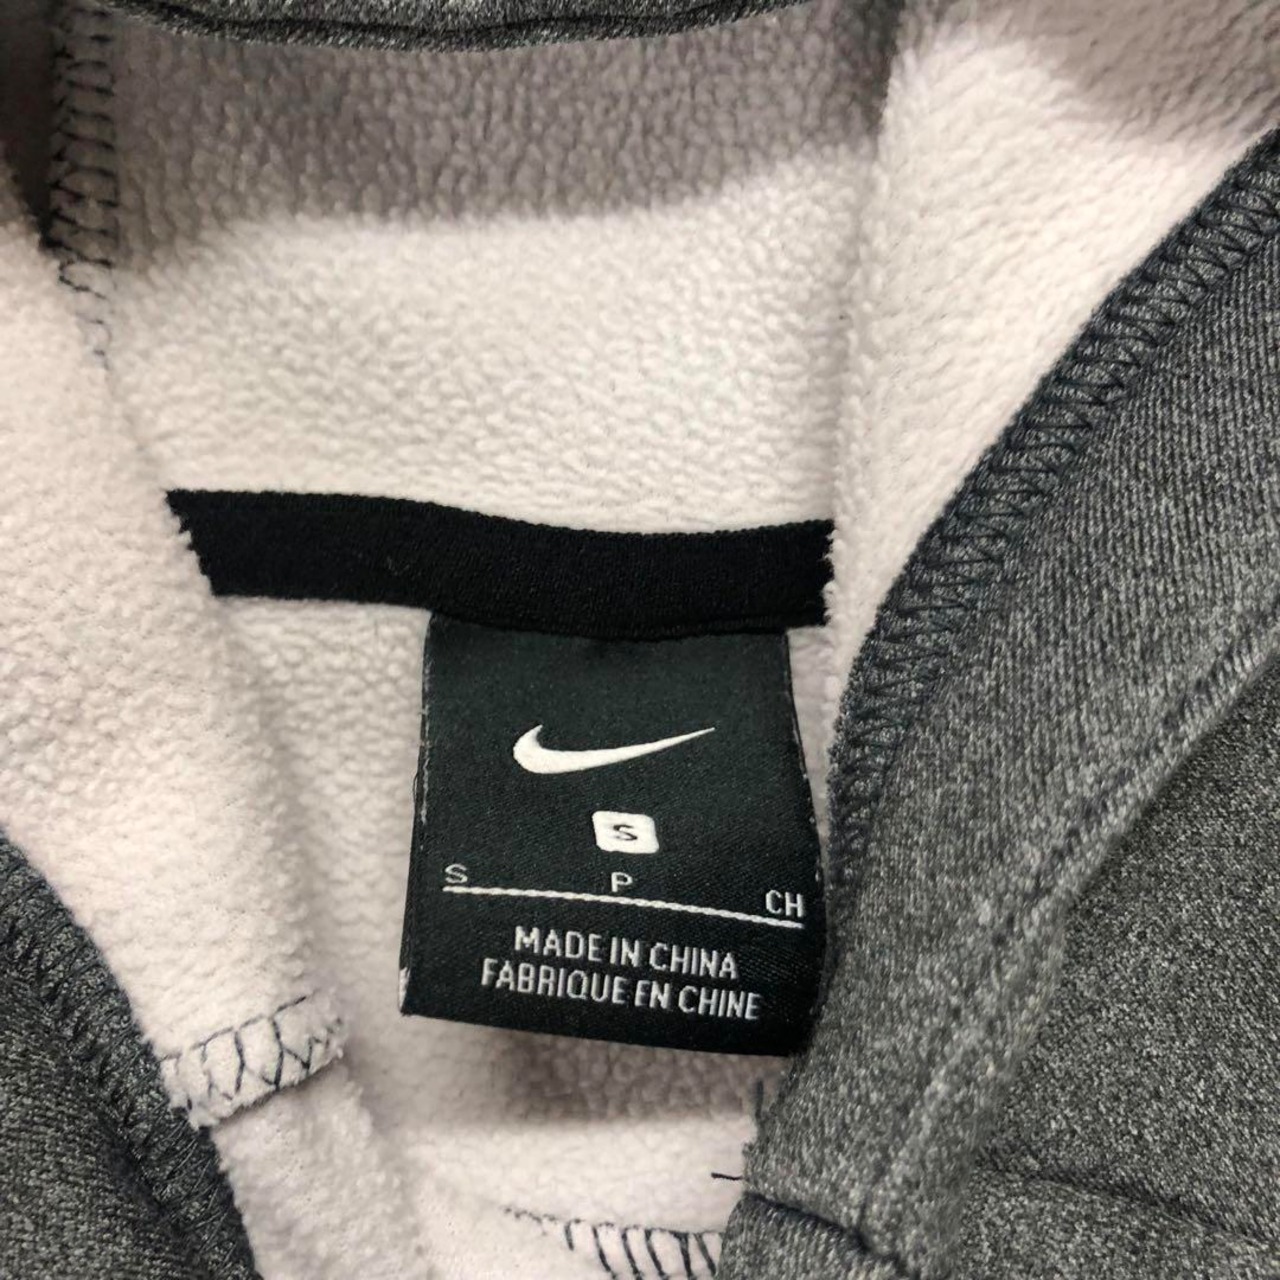 S
S P CH
MADE IN CHINA
FABRIQUE EN CHINE